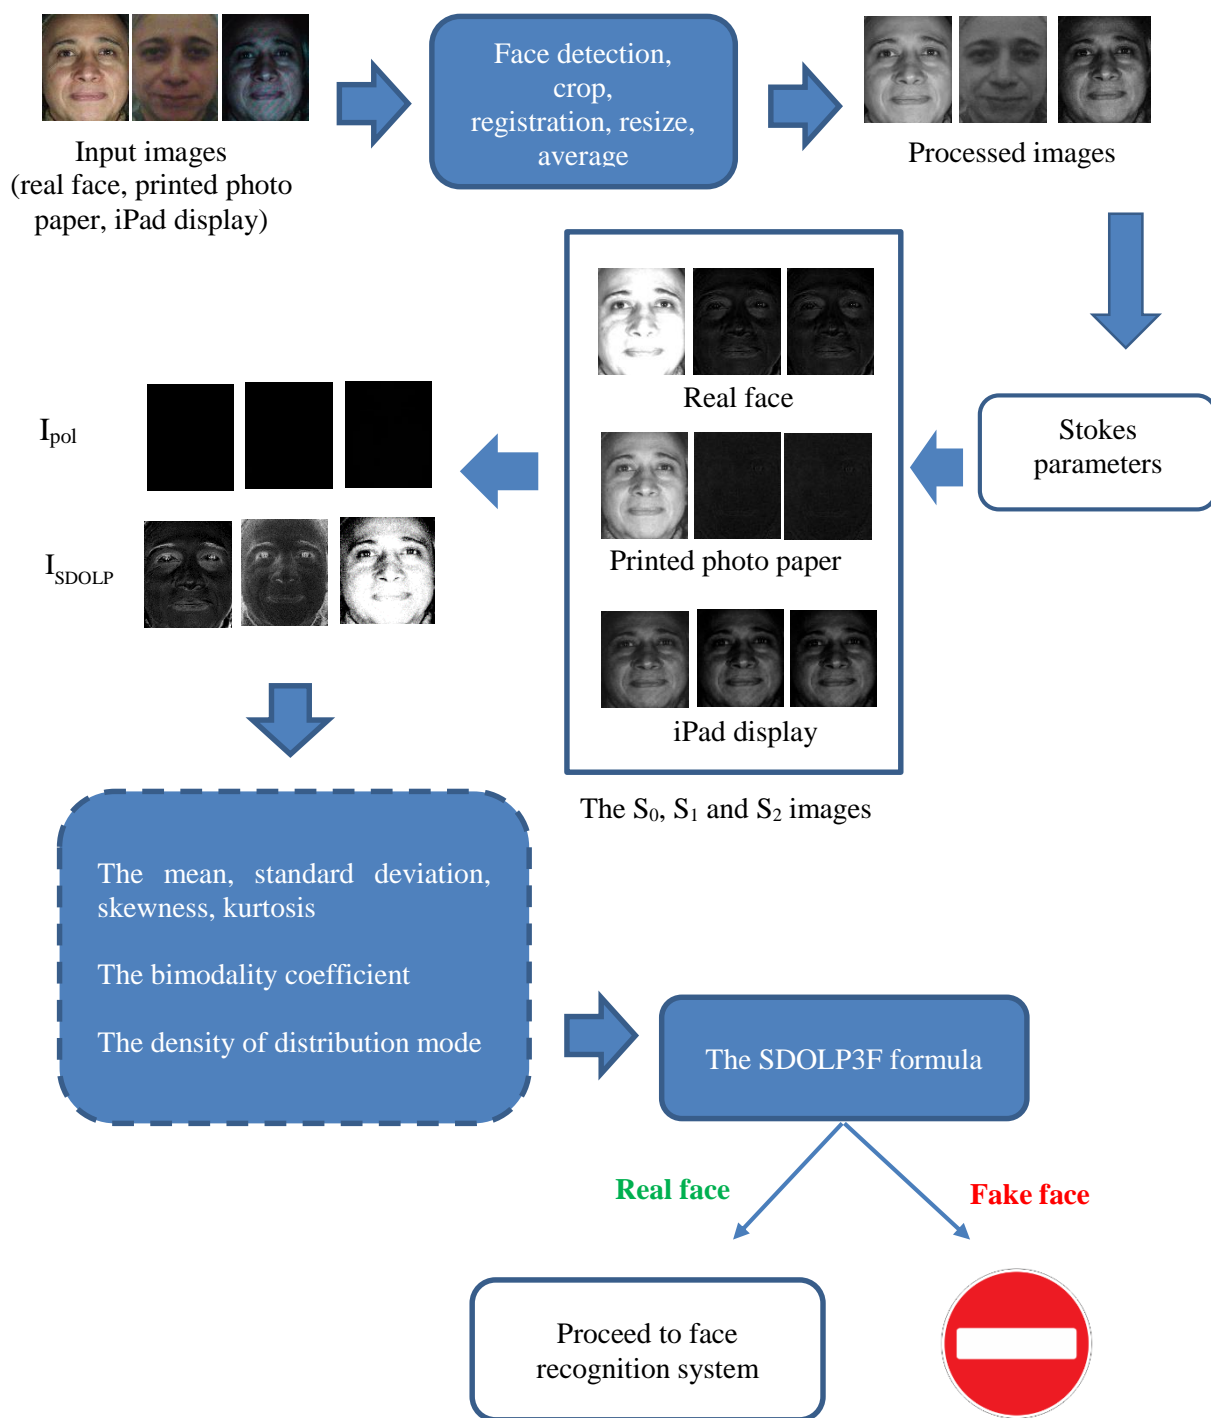 Input images
(real face, printed photo
paper, iPad display)
Face detection,
crop,
registration, resize,
average
Processed images
Stokes
parameters
Real face
Printed photo paper
iPad display
The S₀, S₁ and S₂ images
Iₚₒₗ
I_SDOLP
The mean, standard deviation,
skewness, kurtosis
The bimodality coefficient
The density of distribution mode
The SDOLP3F formula
Real face
Fake face
Proceed to face
recognition system